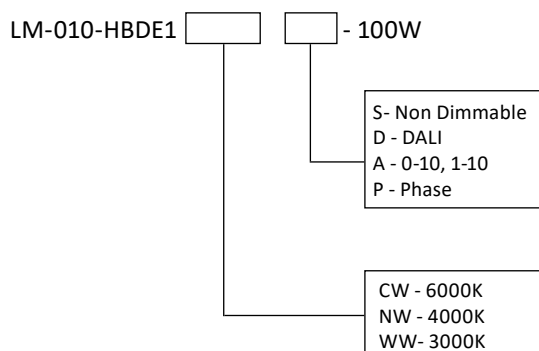 LM-010-HBDE1 - 100W
S- Non Dimmable
D - DALI
A - 0-10, 1-10
P - Phase
CW - 6000K
NW - 4000K
WW- 3000K